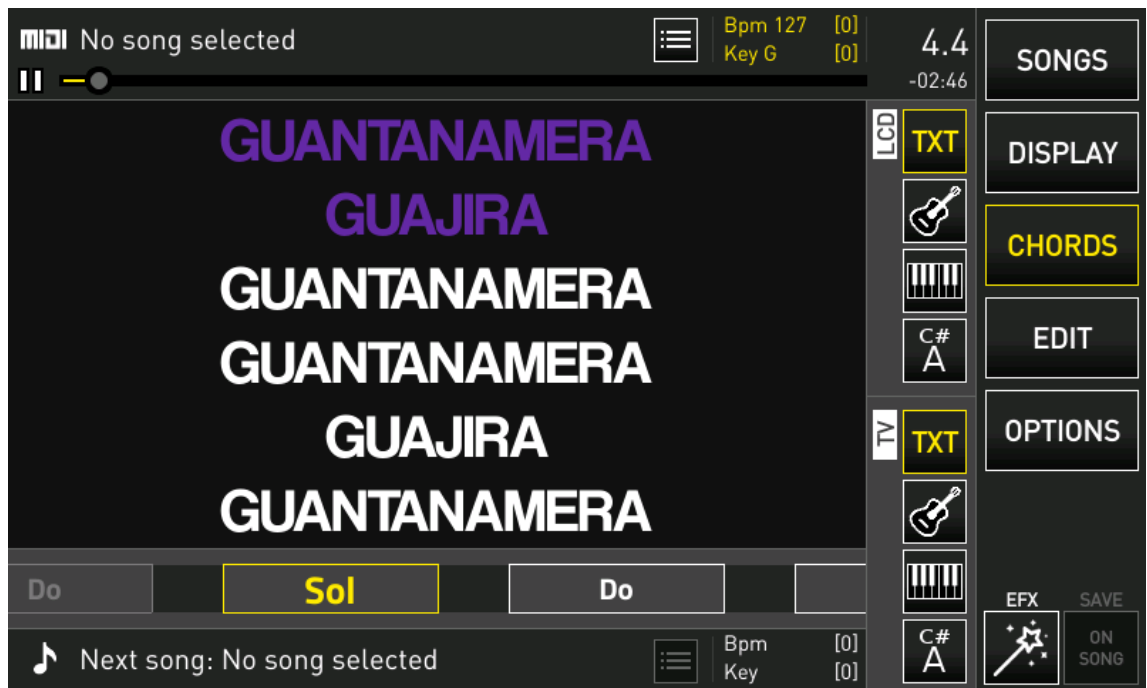 MIDI No song selected
Bpm 127 [0]
Key G [0]
4.4
-02:46
GUANTANAMERA
GUAJIRA
GUANTANAMERA
GUANTANAMERA
GUAJIRA
GUANTANAMERA
Do Sol Do
Next song: No song selected
Bpm [0]
Key [0]
LCD
TXT
C#
A
TV
TXT
C#
A
SONGS
DISPLAY
CHORDS
EDIT
OPTIONS
EFX SAVE
ON
SONG